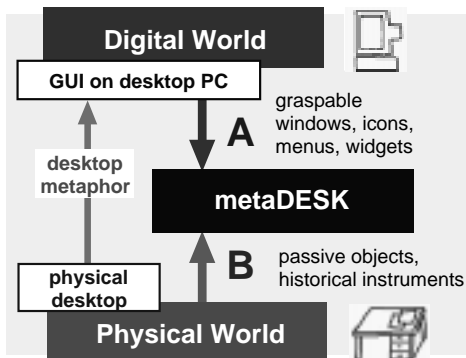 Digital World
GUI on desktop PC
A
graspable
windows, icons,
menus, widgets
desktop
metaphor
metaDESK
B
passive objects,
historical instruments
physical
desktop
Physical World